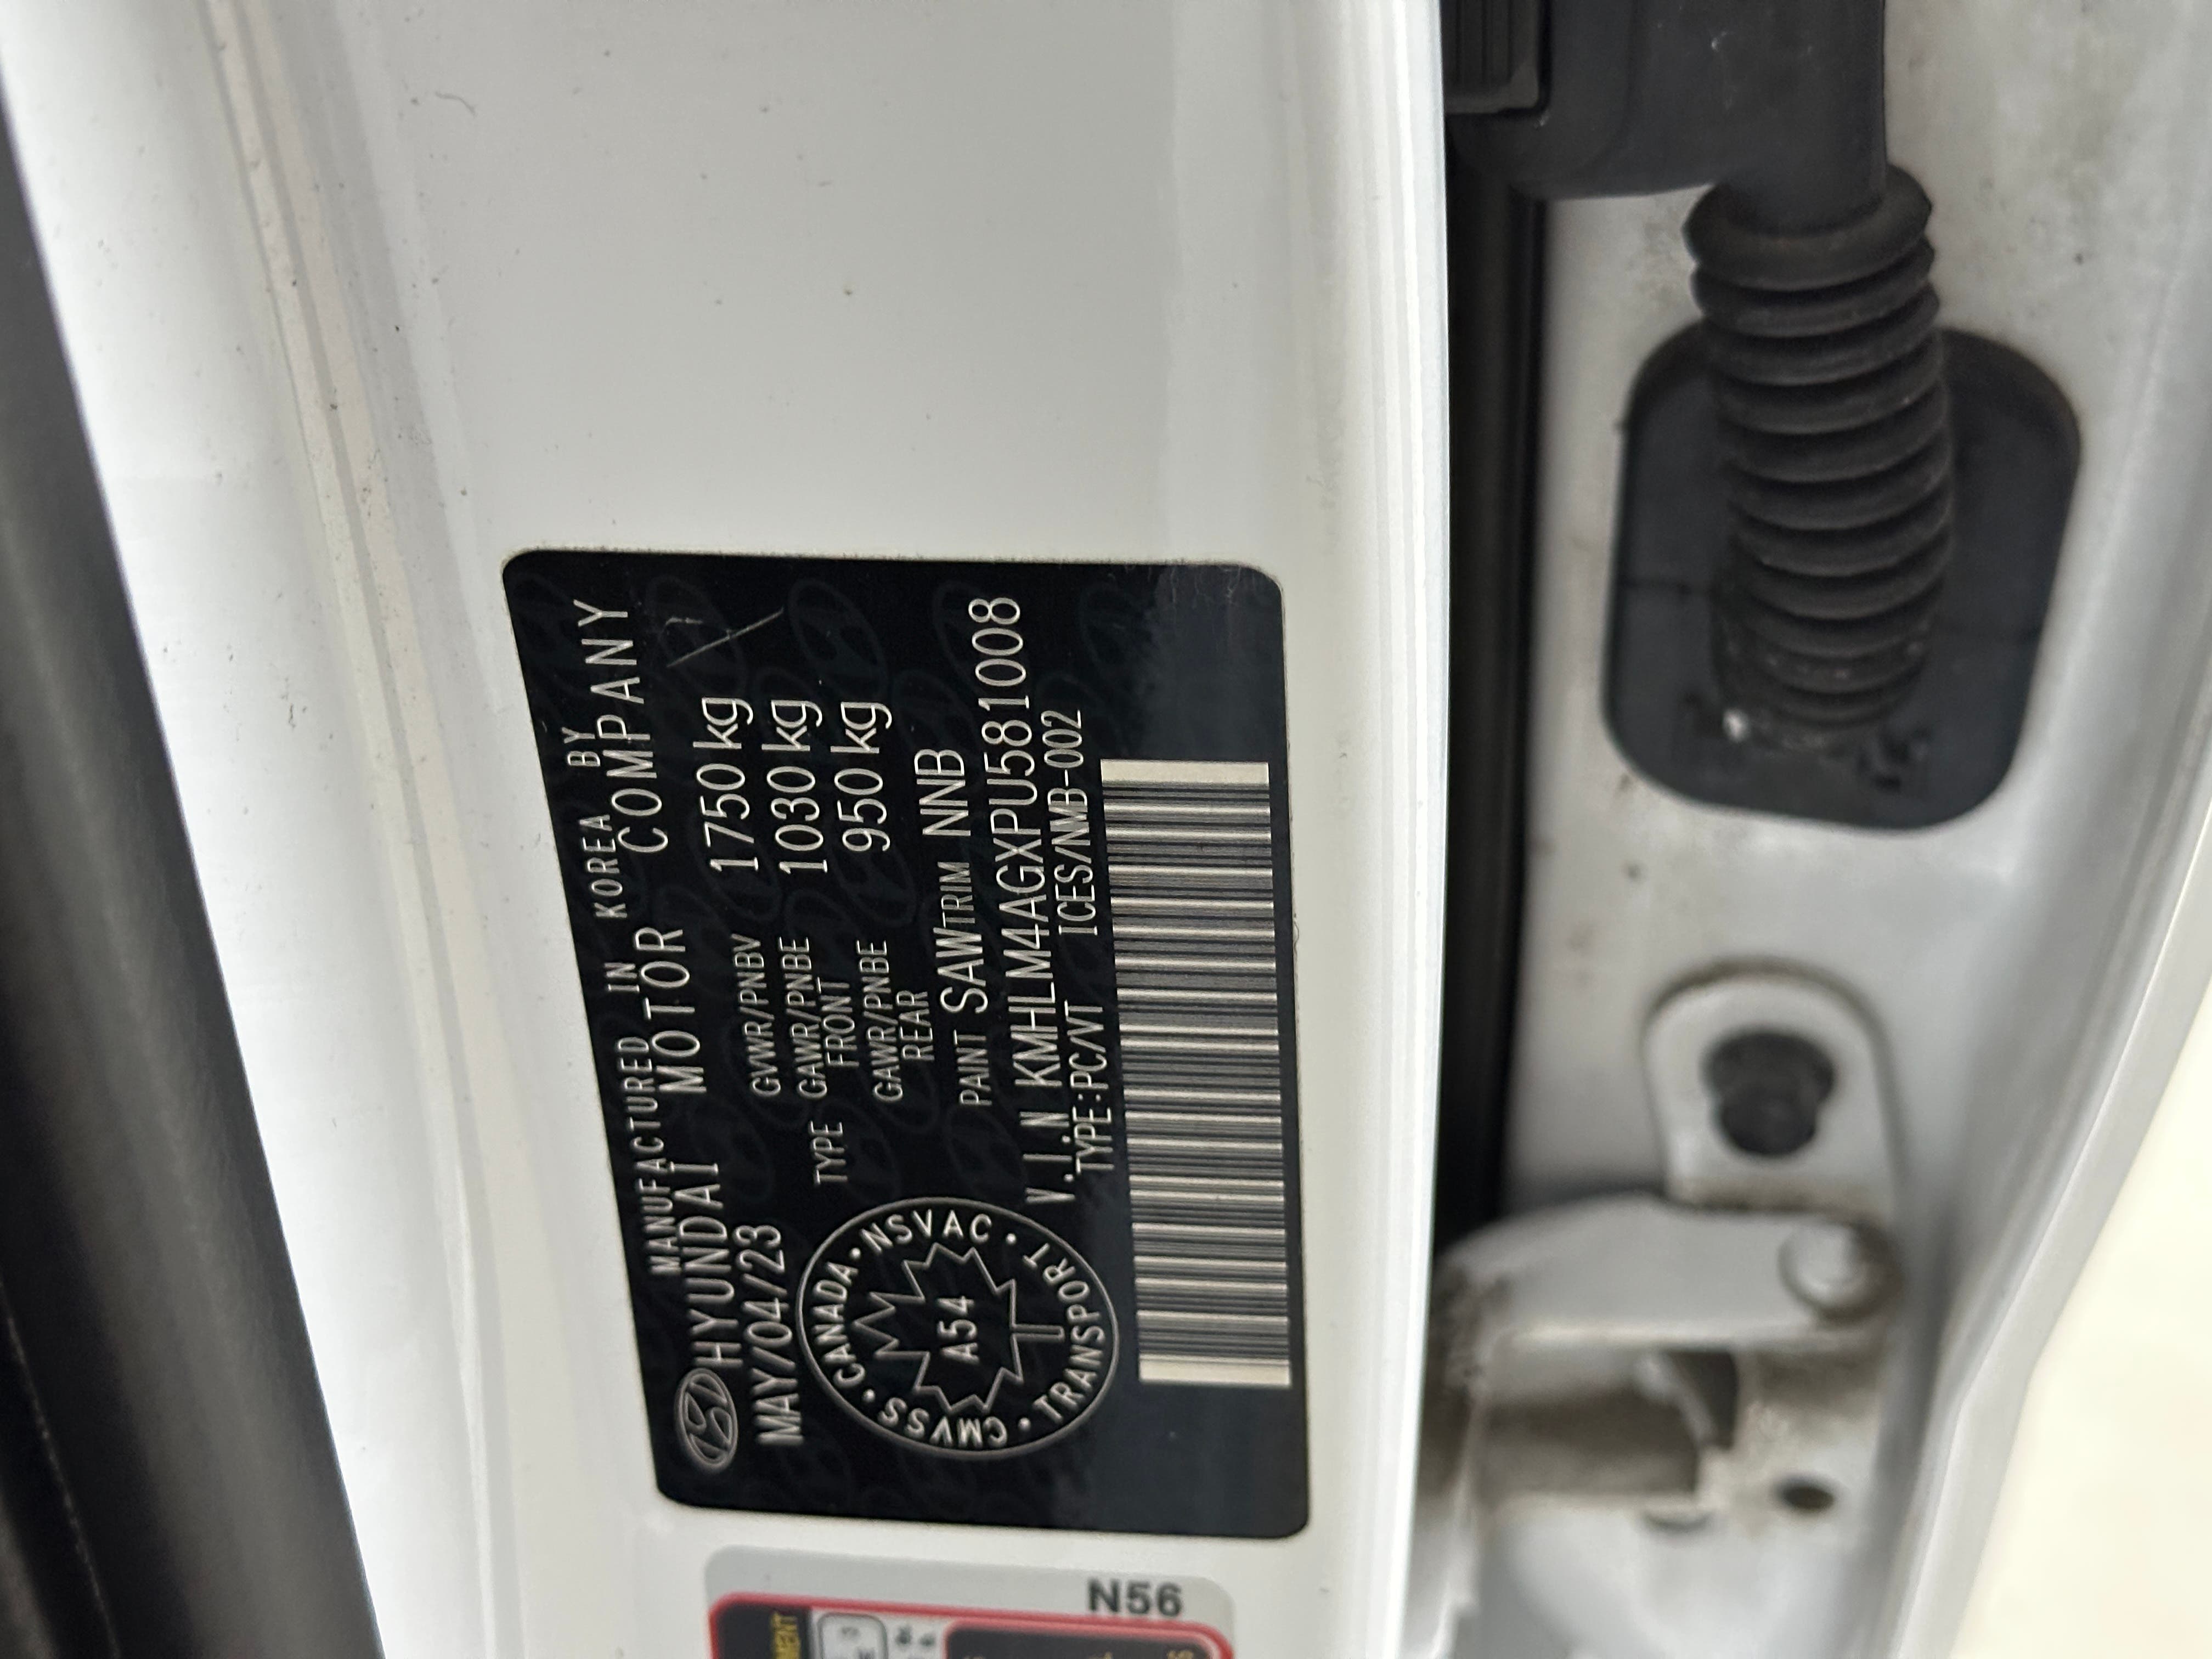 MANUFACTURED IN KOREA BY
HYUNDAI MOTOR COMPANY
MAY/04/23
GVWR/PNBV 1750 kg
TYPE GAWR/PNBE FRONT 1030 kg
GAWR/PNBE REAR 950 kg
PAINT SAW TRIM NNB
V.I.N KMHLM4AGXPU581008
TYPE:PC/VT ICES/NMB-002
CMVSS • CANADA • NSVAC • TRANSPORT •
A54
N56